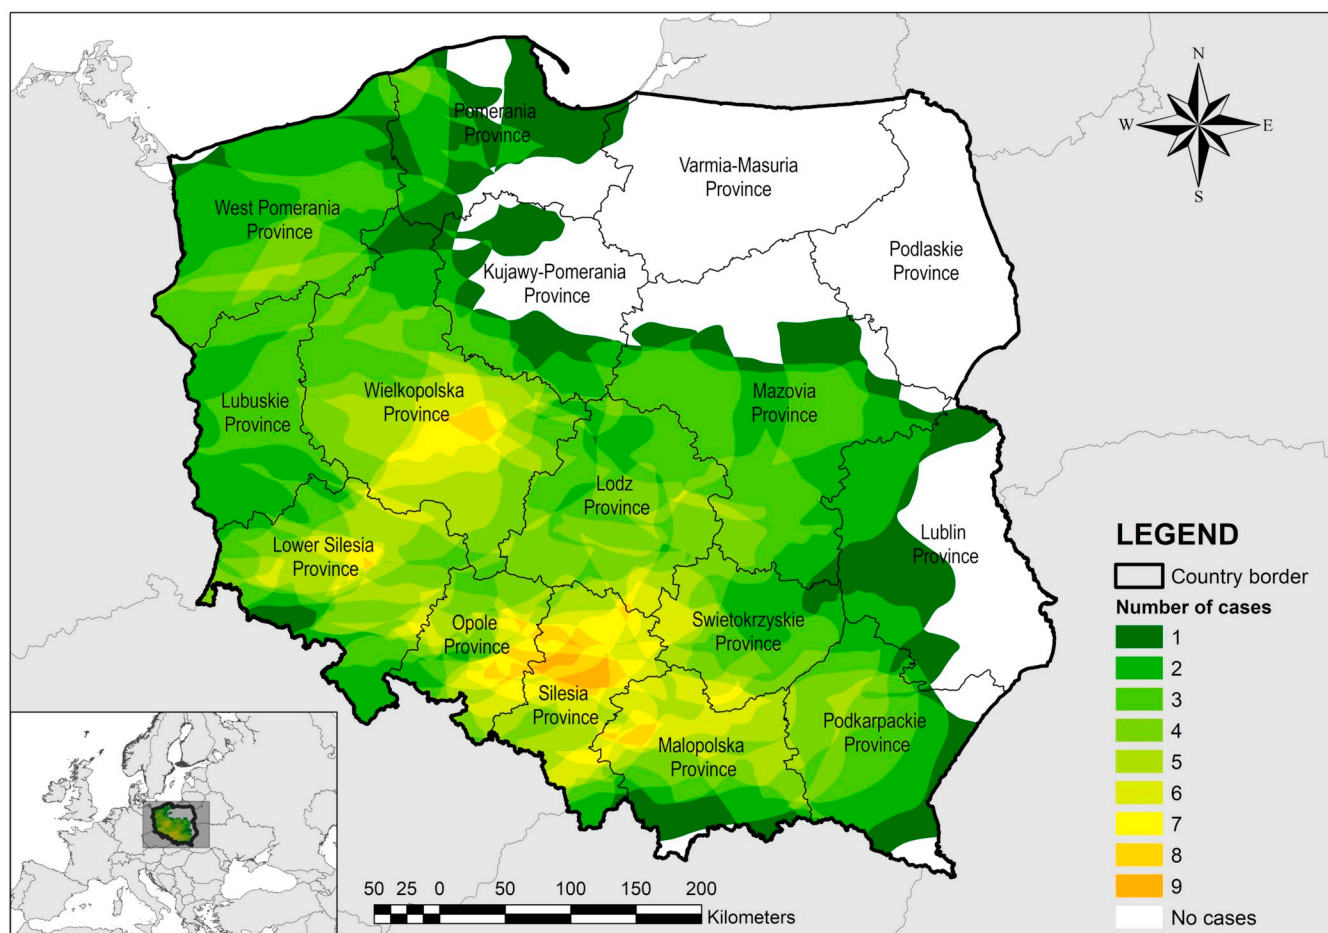 N
W
E
S
Pomerania
Province
Varmia-Masuria
Province
West Pomerania
Province
Podlaskie
Province
Kujawy-Pomerania
Province
Wielkopolska
Province
Mazovia
Province
Lubuskie
Province
Lodz
Province
Lublin
Province
Lower Silesia
Province
Opole
Province
Swietokrzyskie
Province
Silesia
Province
Podkarpackie
Province
Malopolska
Province
LEGEND
Country border
Number of cases
1
2
3
4
5
6
7
8
9
No cases
50 25 0 50 100 150 200
Kilometers